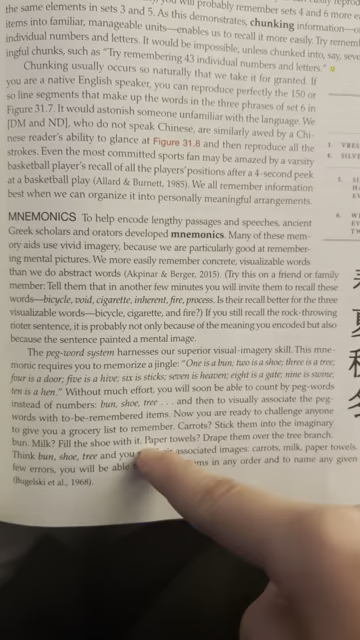 the same elements in sets 3 and 5. As this demonstrates, chunking information—o
items into familiar, manageable units—enables us to recall it more easily. Try remem
individual numbers and letters. It would be impossible, unless chunked into, say, seve
ingful chunks, such as "Try remembering 43 individual numbers and letters."
Chunking usually occurs so naturally that we take it for granted. If
you are a native English speaker, you can reproduce perfectly the 150 or
so line segments that make up the words in the three phrases of set 6 in
Figure 31.7. It would astonish someone unfamiliar with the language. We
[DM and ND], who do not speak Chinese, are similarly awed by a Chi-
nese reader's ability to glance at Figure 31.8 and then reproduce all the
strokes. Even the most committed sports fan may be amazed by a varsity
basketball player's recall of all the players' positions after a 4-second peek
at a basketball play (Allard & Burnett, 1985). We all remember information
best when we can organize it into personally meaningful arrangements.
MNEMONICS To help encode lengthy passages and speeches, ancient
Greek scholars and orators developed mnemonics. Many of these mem-
ory aids use vivid imagery, because we are particularly good at remember-
ing mental pictures. We more easily remember concrete, visualizable words
than we do abstract words (Akpinar & Berger, 2015). (Try this on a friend or family
member: Tell them that in another few minutes you will invite them to recall these
words—bicycle, void, cigarette, inherent, fire, process. Is their recall better for the three
visualizable words—bicycle, cigarette, and fire?) If you still recall the rock-throwing
rioter sentence, it is probably not only because of the meaning you encoded but also
because the sentence painted a mental image.
The peg-word system harnesses our superior visual-imagery skill. This mne-
monic requires you to memorize a jingle: "One is a bun; two is a shoe; three is a tree;
four is a door; five is a hive; six is sticks; seven is heaven; eight is a gate; nine is swine;
ten is a hen." Without much effort, you will soon be able to count by peg-words
instead of numbers: bun, shoe, tree . . . and then to visually associate the peg-
words with to-be-remembered items. Now you are ready to challenge anyone
to give you a grocery list to remember. Carrots? Stick them into the imaginary
bun. Milk? Fill the shoe with it. Paper towels? Drape them over the tree branch.
Think bun, shoe, tree and you associated images: carrots, milk, paper towels.
few errors, you will be able ms in any order and to name any given
(Bugelski et al., 1968).